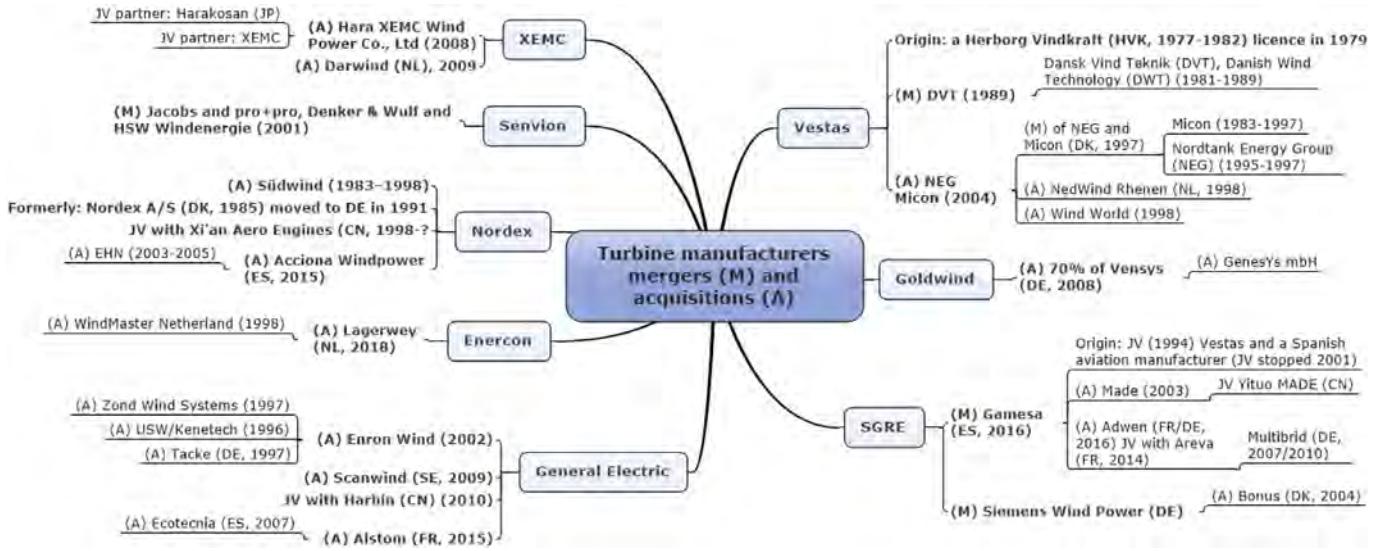 Turbine manufacturers
mergers (M) and
acquisitions (A)
XEMC
(A) Hara XEMC Wind
Power Co., Ltd (2008)
JV partner: Harakosan (JP)
JV partner: XEMC
(A) Darwind (NL), 2009
Senvion
(M) Jacobs and pro+pro, Denker & Wulf and
HSW Windenergie (2001)
Nordex
(A) Südwind (1983–1998)
Formerly: Nordex A/S (DK, 1985) moved to DE in 1991
JV with Xi'an Aero Engines (CN, 1998-?
(A) Acciona Windpower
(ES, 2015)
(A) EHN (2003-2005)
Enercon
(A) Lagerwey
(NL, 2018)
(A) WindMaster Netherland (1998)
General Electric
(A) Enron Wind (2002)
(A) Zond Wind Systems (1997)
(A) USW/Kenetech (1996)
(A) Tacke (DE, 1997)
(A) Scanwind (SE, 2009)
JV with Harbin (CN) (2010)
(A) Alstom (FR, 2015)
(A) Ecotecnia (ES, 2007)
Vestas
Origin: a Herborg Vindkraft (HVK, 1977-1982) licence in 1979
(M) DVT (1989)
Dansk Vind Teknik (DVT), Danish Wind
Technology (DWT) (1981-1989)
(A) NEG
Micon (2004)
(M) of NEG and
Micon (DK, 1997)
Micon (1983-1997)
Nordtank Energy Group
(NEG) (1995-1997)
(A) NedWind Rhenen (NL, 1998)
(A) Wind World (1998)
Goldwind
(A) 70% of Vensys
(DE, 2008)
(A) GenesYs mbH
SGRE
(M) Gamesa
(ES, 2016)
Origin: JV (1994) Vestas and a Spanish
aviation manufacturer (JV stopped 2001)
(A) Made (2003)
JV Yituo MADE (CN)
(A) Adwen (FR/DE,
2016) JV with Areva
(FR, 2014)
Multibrid (DE,
2007/2010)
(M) Siemens Wind Power (DE)
(A) Bonus (DK, 2004)